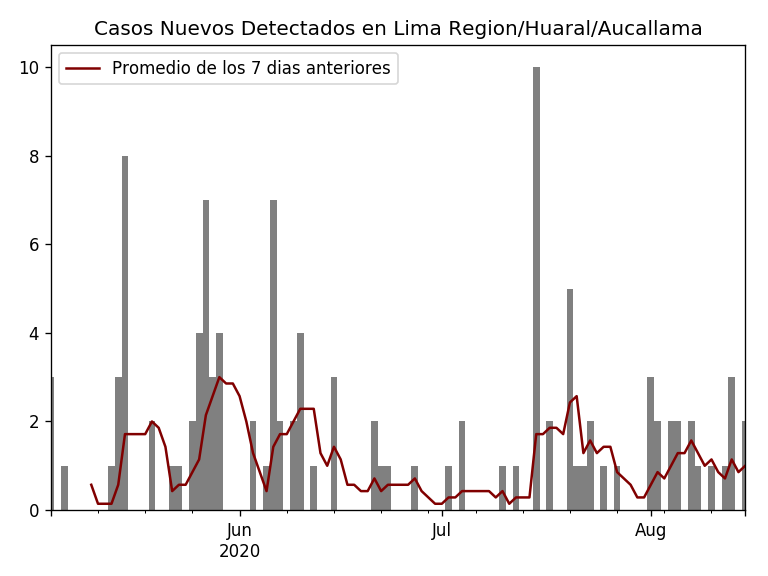 Casos Nuevos Detectados en Lima Region/Huaral/Aucallama
Promedio de los 7 dias anteriores
10
8
6
4
2
0
Jun
2020
Jul
Aug